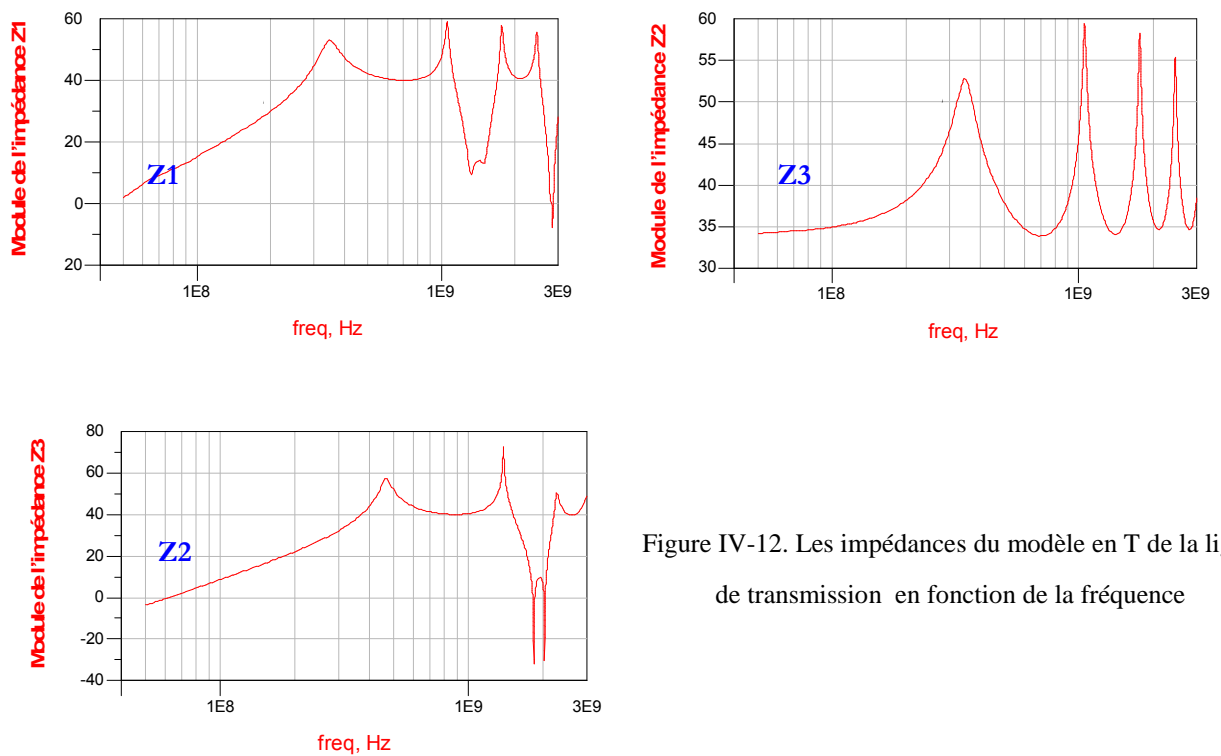 Module de l'impédance Z1
60
40
20
0
20
Z1
1E8
1E9
3E9
freq, Hz
Module de l'impédance Z2
60
55
50
45
40
35
30
Z3
1E8
1E9
3E9
freq, Hz
Module de l'impédance Z3
80
60
40
20
0
-20
-40
Z2
1E8
1E9
3E9
freq, Hz
Figure IV-12. Les impédances du modèle en T de la
de transmission en fonction de la fréquence